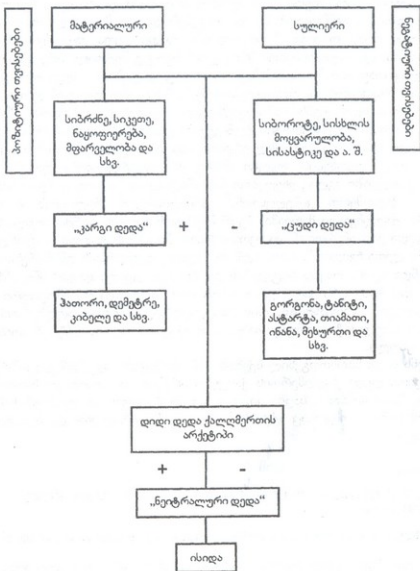 პოზიტიური თვისებები
მატერიალური
სულიერი
ნეგატიური თვისებები
სიბრძნე, სიკეთე,
ნაყოფიერება,
მფარველობა და
სხვ.
სიბოროტე, სისხლის
მოყვარულობა,
სისასტიკე და ა. შ.
„კარგი დედა“
+
-
„ცუდი დედა“
ჰათორი, დემეტრე,
კიბელე და სხვ.
გორგონა, ტანიტი,
ასტარტა, თიამათი,
ინანა, მეხურთი და
სხვ.
დიდი დედა ქალღმერთის
არქეტიპი
+
-
„ნეიტრალური დედა“
ისიდა